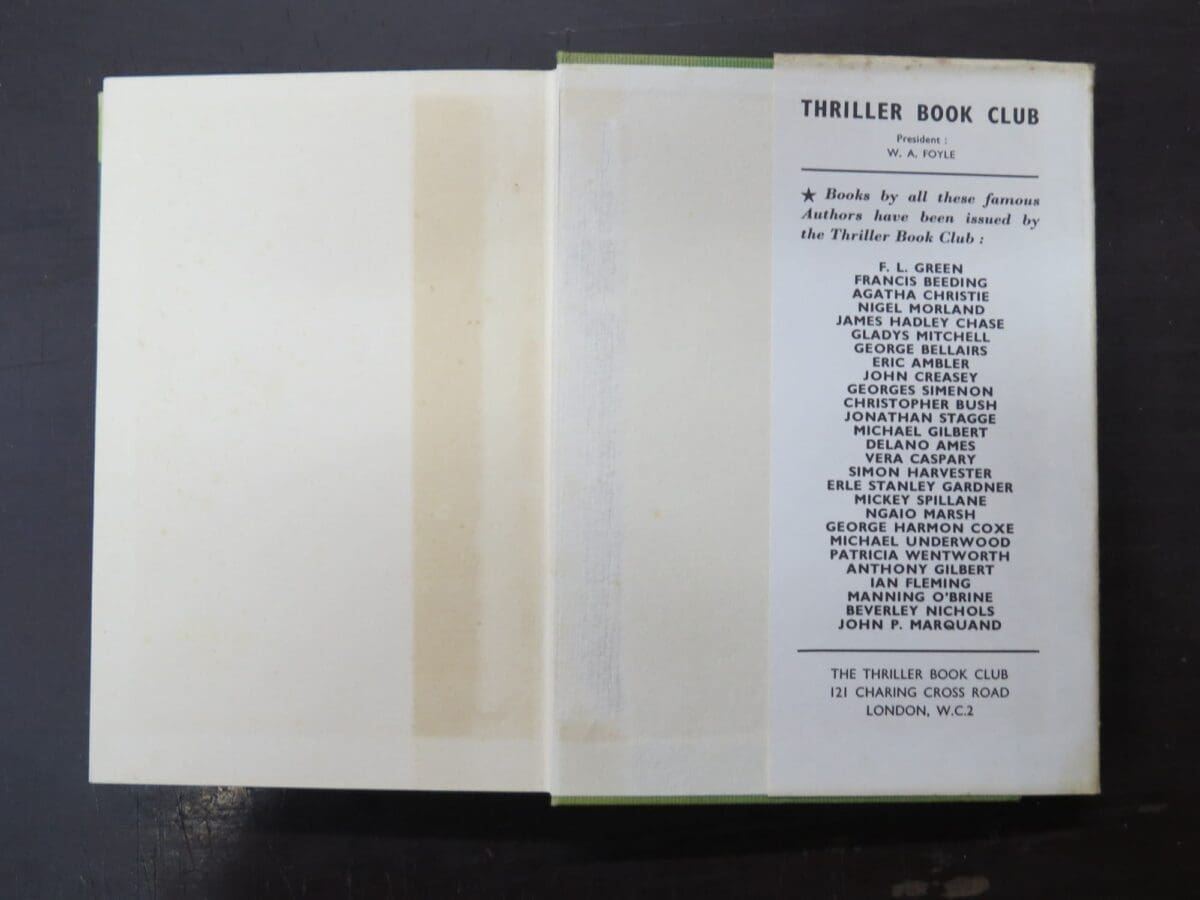 THRILLER BOOK CLUB
President :
W. A. FOYLE
★ Books by all these famous
Authors have been issued by
the Thriller Book Club :
F. L. GREEN
FRANCIS BEEDING
AGATHA CHRISTIE
NIGEL MORLAND
JAMES HADLEY CHASE
GLADYS MITCHELL
GEORGE BELLAIRS
ERIC AMBLER
JOHN CREASEY
GEORGES SIMENON
CHRISTOPHER BUSH
JONATHAN STAGGE
MICHAEL GILBERT
DELANO AMES
VERA CASPARY
SIMON HARVESTER
ERLE STANLEY GARDNER
MICKEY SPILLANE
NGAIO MARSH
GEORGE HARMON COXE
MICHAEL UNDERWOOD
PATRICIA WENTWORTH
ANTHONY GILBERT
IAN FLEMING
MANNING O'BRINE
BEVERLEY NICHOLS
JOHN P. MARQUAND
THE THRILLER BOOK CLUB
121 CHARING CROSS ROAD
LONDON, W.C.2